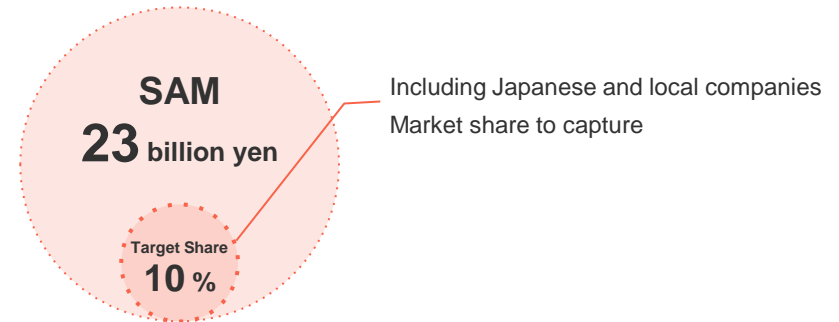 SAM
23 billion yen
Target Share
10 %
Including Japanese and local companies
Market share to capture